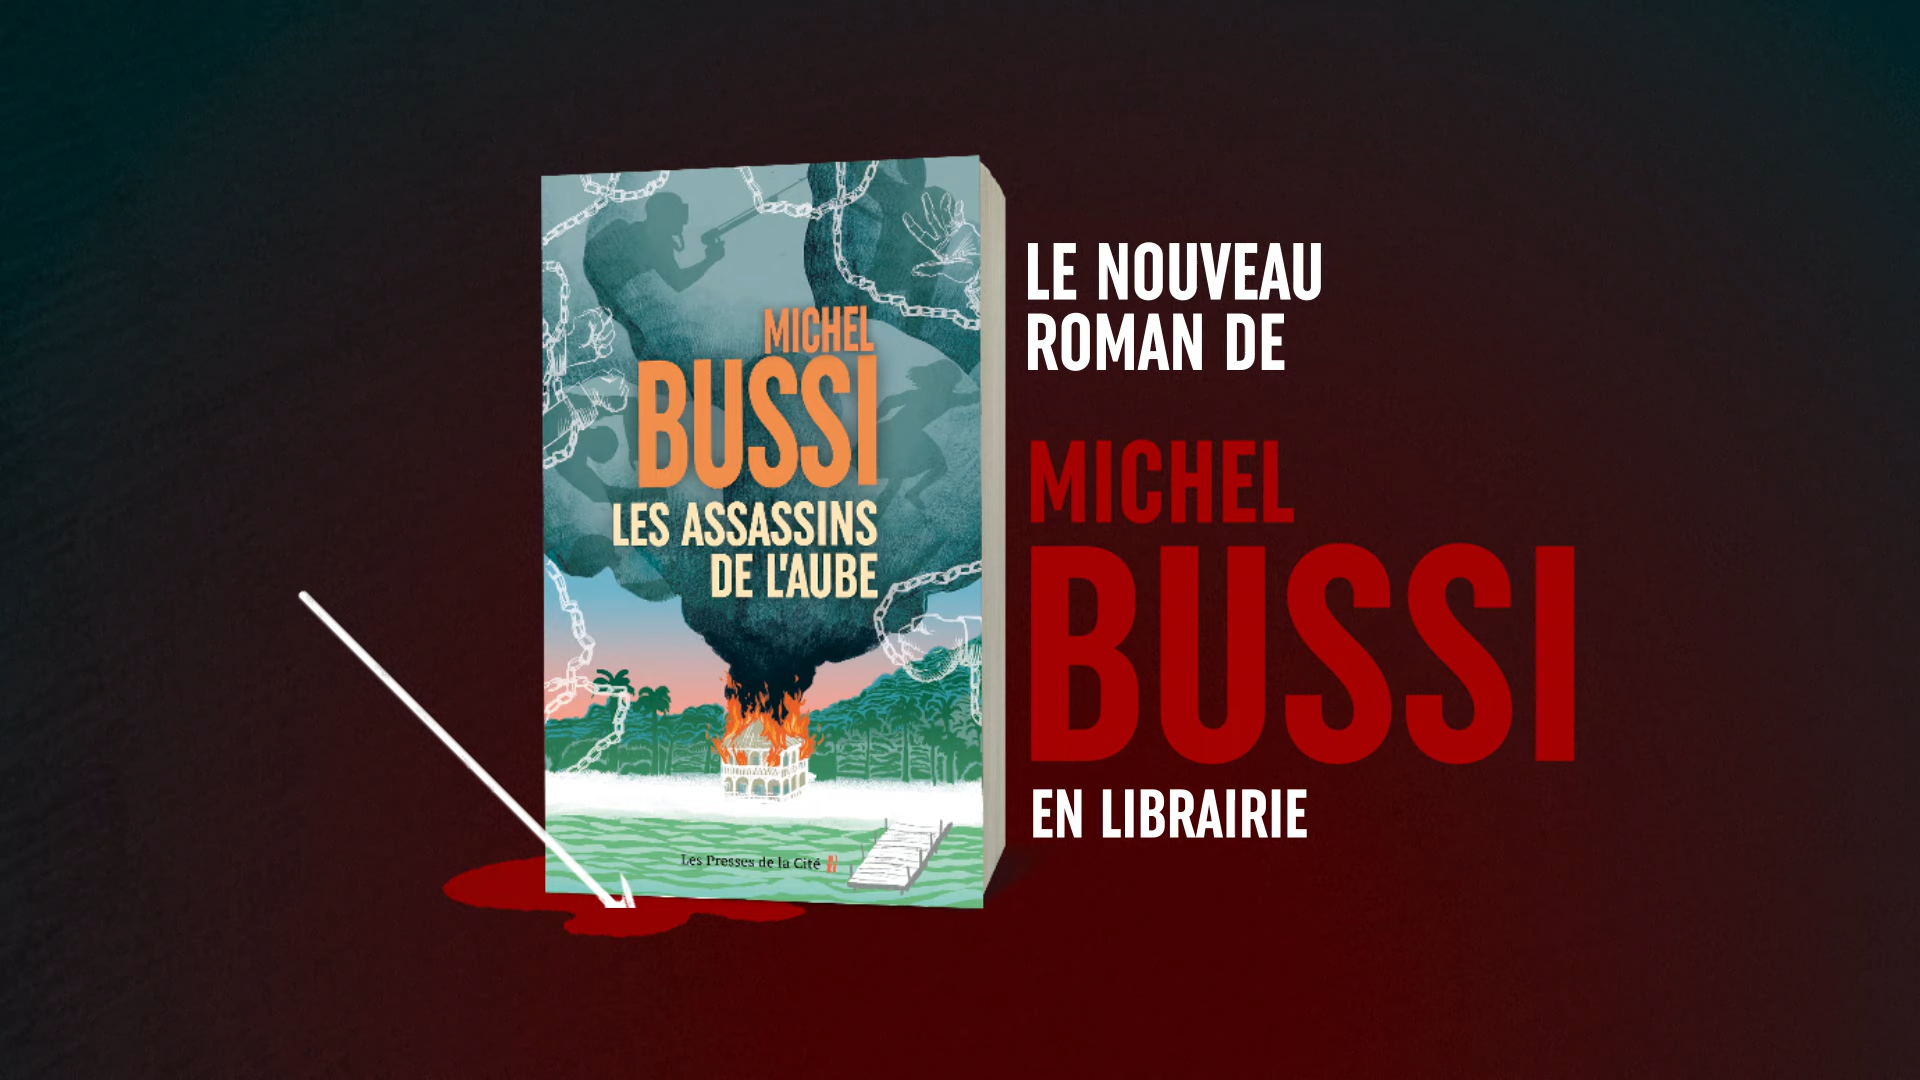 MICHEL
BUSSI
LES ASSASSINS
DE L'AUBE
Les Presses de la Cité
LE NOUVEAU
ROMAN DE
MICHEL
BUSSI
EN LIBRAIRIE